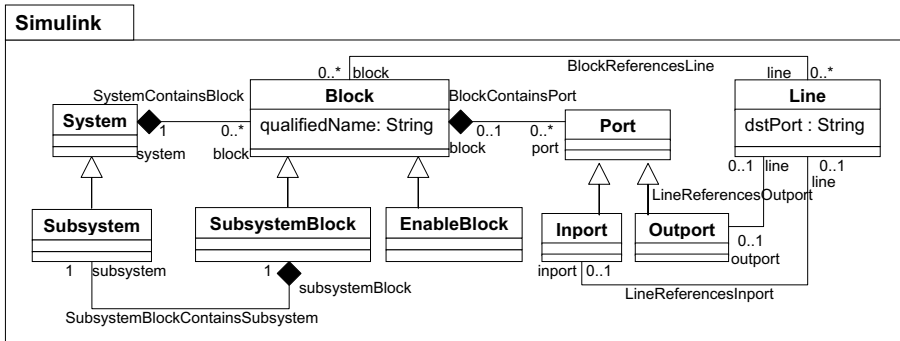 Simulink
0..* block
BlockReferencesLine
line 0..*
SystemContainsBlock
Block
BlockContainsPort
Line
System
1
0..*
qualifiedName: String
0..1
0..*
Port
dstPort : String
system
block
block
port
0..1 line
0..1
line
LineReferencesOutport
Subsystem
SubsystemBlock
EnableBlock
Inport
Outport
0..1
outport
1 subsystem
1
subsystemBlock
inport 0..1
LineReferencesInport
SubsystemBlockContainsSubsystem